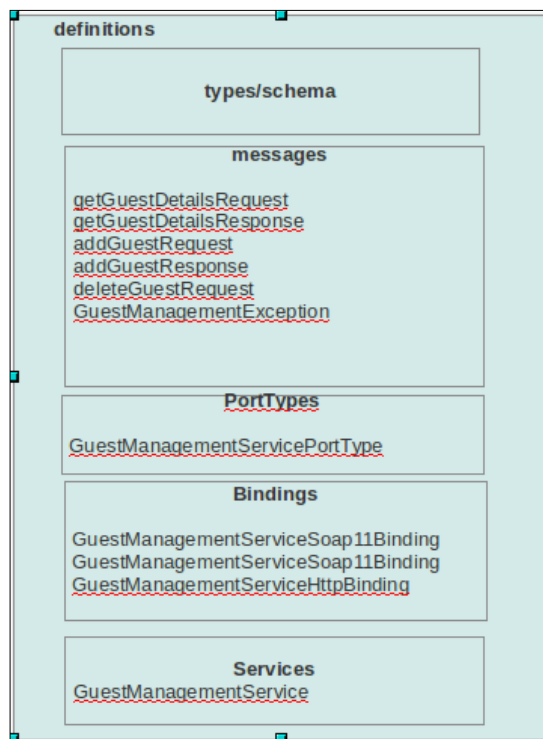 definitions
types/schema
messages
getGuestDetailsRequest
getGuestDetailsResponse
addGuestRequest
addGuestResponse
deleteGuestRequest
GuestManagementException
PortTypes
GuestManagementServicePortType
Bindings
GuestManagementServiceSoap11Binding
GuestManagementServiceSoap11Binding
GuestManagementServiceHttpBinding
Services
GuestManagementService